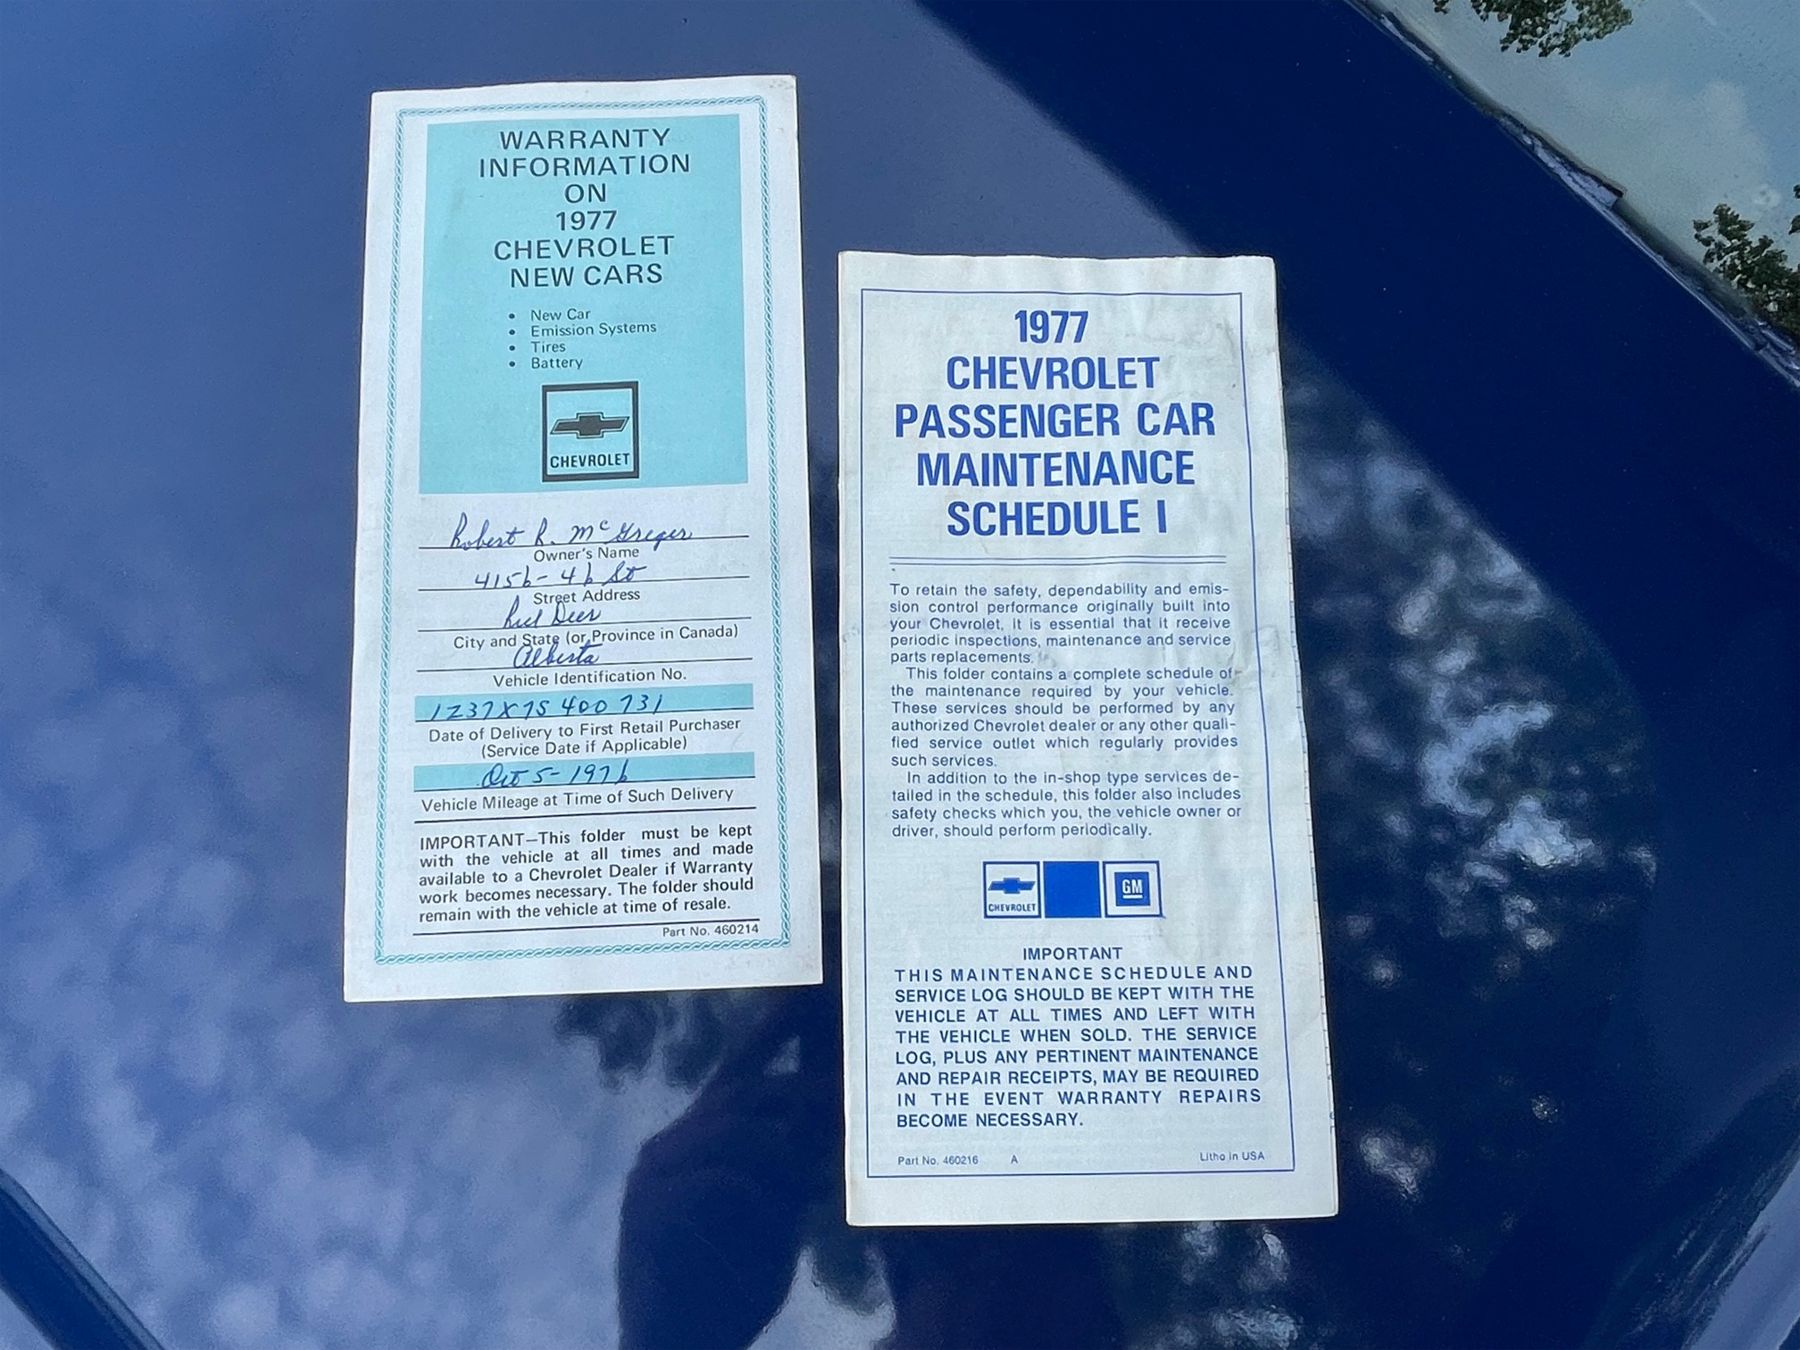 WARRANTY
INFORMATION
ON
1977
CHEVROLET
NEW CARS
• New Car
• Emission Systems
• Tires
• Battery
CHEVROLET
Robert R. McGreger
Owner's Name
4156-46 St
Street Address
Red Deer
City and State (or Province in Canada)
Alberta
Vehicle Identification No.
1Z37X7S 400 731
Date of Delivery to First Retail Purchaser
(Service Date if Applicable)
Oct 5-1976
Vehicle Mileage at Time of Such Delivery
IMPORTANT—This folder must be kept
with the vehicle at all times and made
available to a Chevrolet Dealer if Warranty
work becomes necessary. The folder should
remain with the vehicle at time of resale.
Part No. 460214
1977
CHEVROLET
PASSENGER CAR
MAINTENANCE
SCHEDULE I
To retain the safety, dependability and emis-
sion control performance originally built into
your Chevrolet, it is essential that it receive
periodic inspections, maintenance and service
parts replacements.
This folder contains a complete schedule of
the maintenance required by your vehicle.
These services should be performed by any
authorized Chevrolet dealer or any other quali-
fied service outlet which regularly provides
such services.
In addition to the in-shop type services de-
tailed in the schedule, this folder also includes
safety checks which you, the vehicle owner or
driver, should perform periodically.
CHEVROLET GM
IMPORTANT
THIS MAINTENANCE SCHEDULE AND
SERVICE LOG SHOULD BE KEPT WITH THE
VEHICLE AT ALL TIMES AND LEFT WITH
THE VEHICLE WHEN SOLD. THE SERVICE
LOG, PLUS ANY PERTINENT MAINTENANCE
AND REPAIR RECEIPTS, MAY BE REQUIRED
IN THE EVENT WARRANTY REPAIRS
BECOME NECESSARY.
Part No. 460216 A Litho in USA